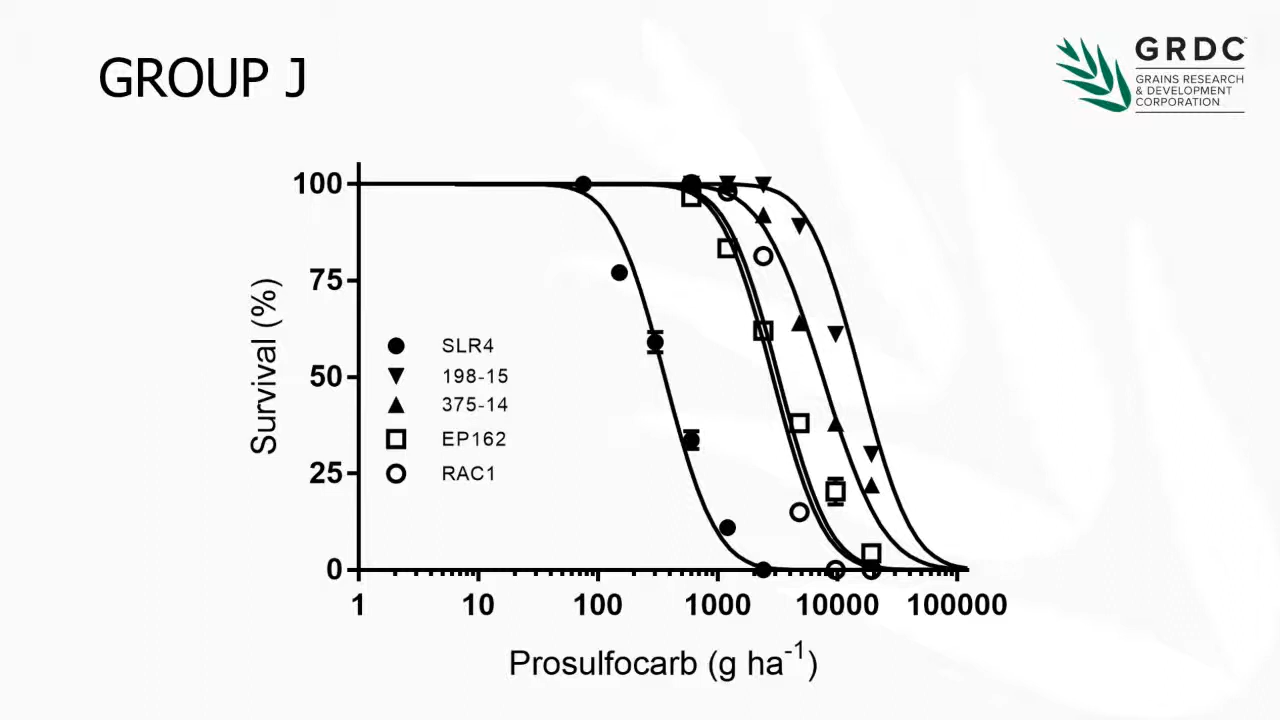 GROUP J
GRDC™
GRAINS RESEARCH
& DEVELOPMENT
CORPORATION
100
75
50
25
0
Survival (%)
SLR4
198-15
375-14
EP162
RAC1
1 10 100 1000 10000 100000
Prosulfocarb (g ha⁻¹)